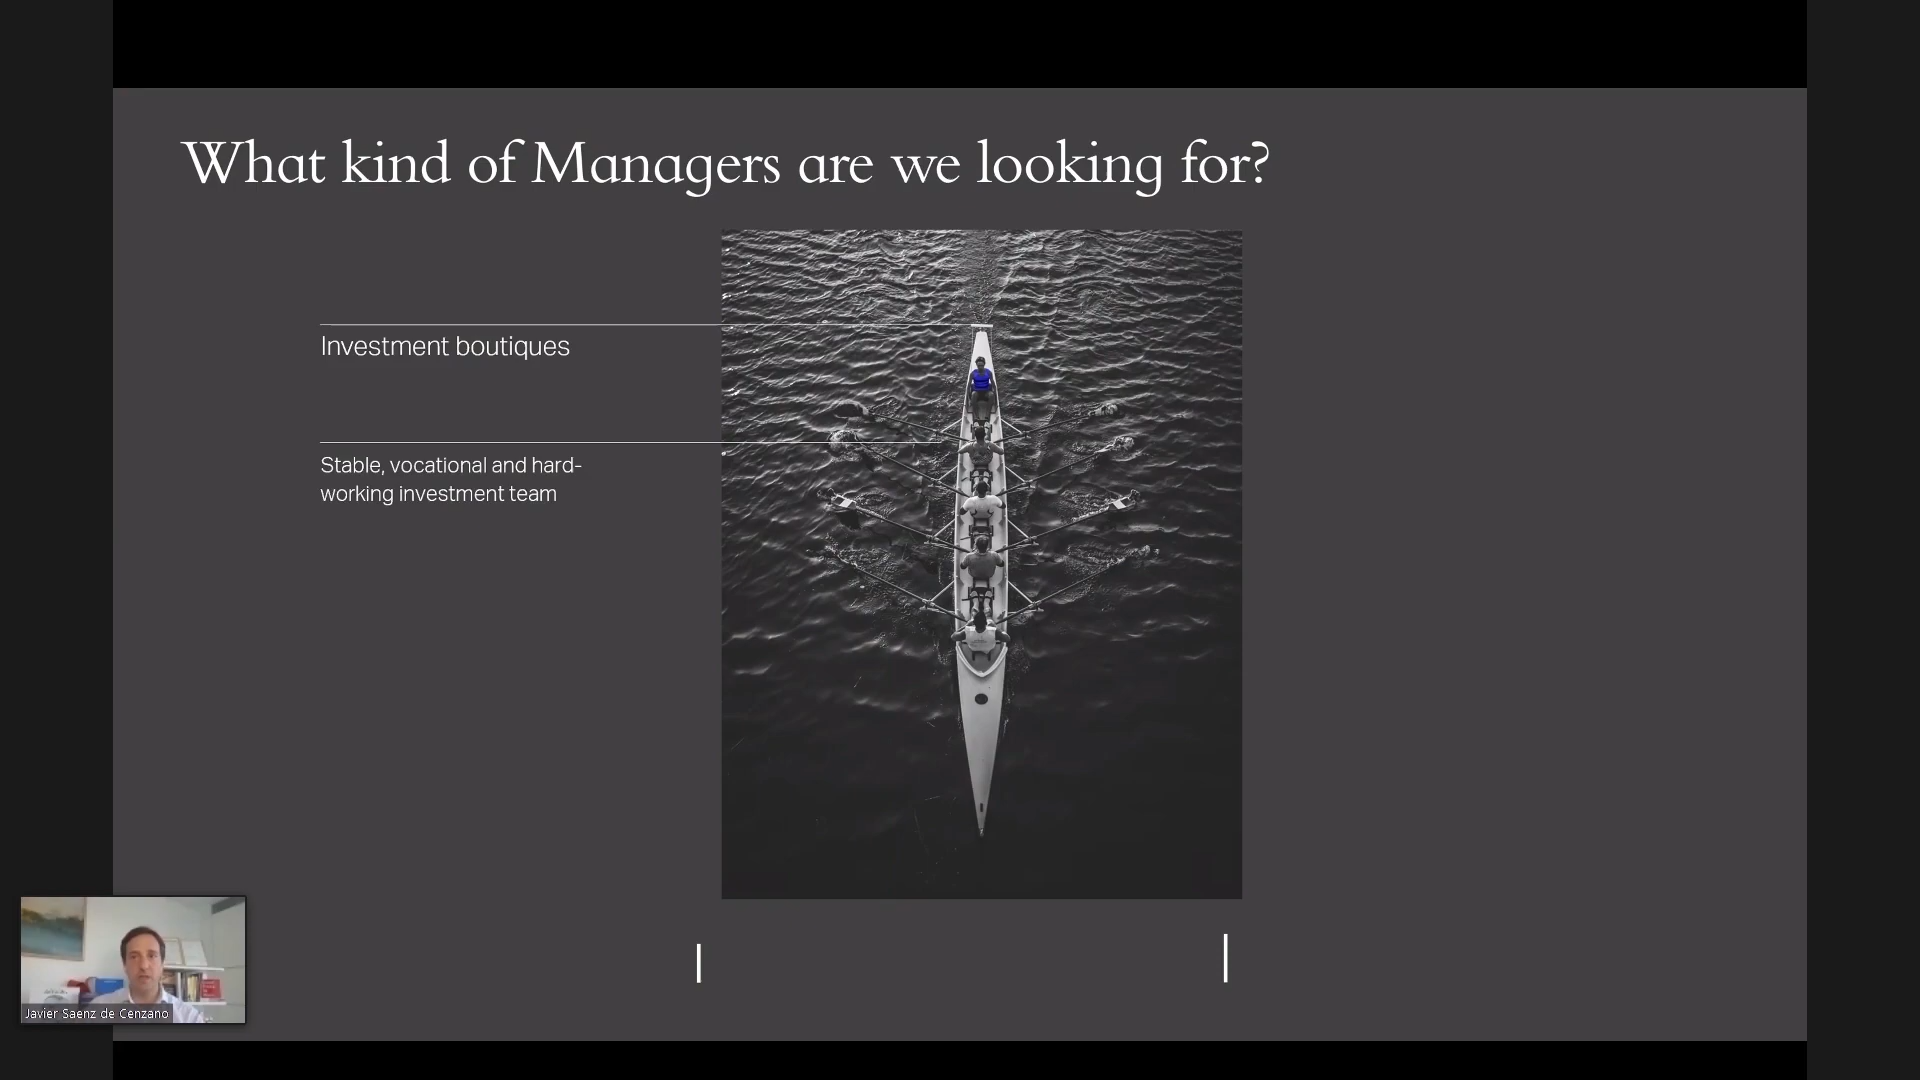 What kind of Managers are we looking for?
Investment boutiques
Stable, vocational and hard-
working investment team
Javier Saenz de Cenzano